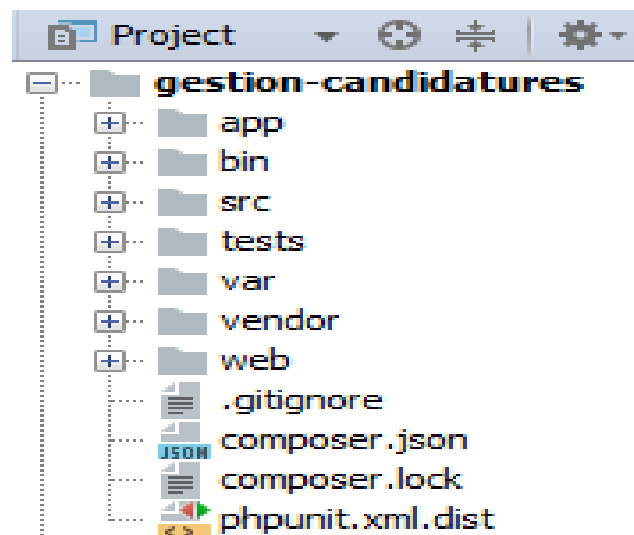 Project
gestion-candidatures
app
bin
src
tests
var
vendor
web
.gitignore
JSON composer.json
composer.lock
phpunit.xml.dist